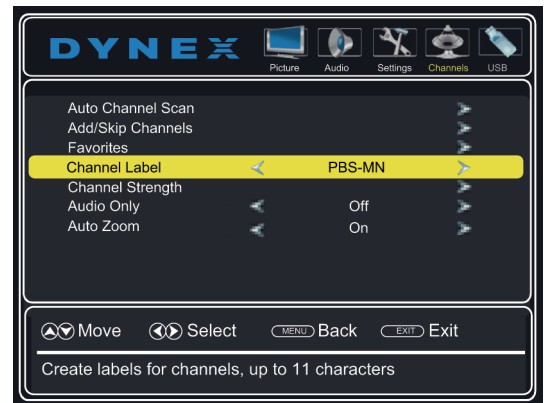 DYNEX
Picture Audio Settings Channels USB
Auto Channel Scan
Add/Skip Channels
Favorites
Channel Label PBS-MN
Channel Strength
Audio Only Off
Auto Zoom On
Move Select MENU Back EXIT Exit
Create labels for channels, up to 11 characters